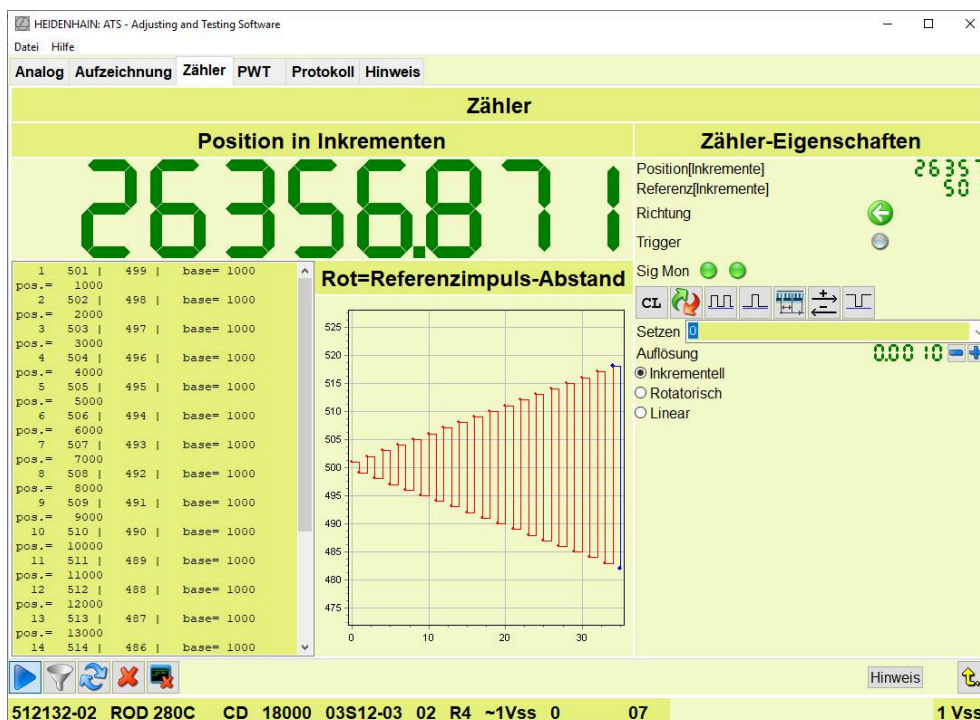 HEIDENHAIN: ATS - Adjusting and Testing Software
Datei Hilfe
Analog Aufzeichnung Zähler PWT Protokoll Hinweis
Zähler
Position in Inkrementen
26356.871
1 501 | 499 | base= 1000
pos.= 1000
2 502 | 498 | base= 1000
pos.= 2000
3 503 | 497 | base= 1000
pos.= 3000
4 504 | 496 | base= 1000
pos.= 4000
5 505 | 495 | base= 1000
pos.= 5000
6 506 | 494 | base= 1000
pos.= 6000
7 507 | 493 | base= 1000
pos.= 7000
8 508 | 492 | base= 1000
pos.= 8000
9 509 | 491 | base= 1000
pos.= 9000
10 510 | 490 | base= 1000
pos.= 10000
11 511 | 489 | base= 1000
pos.= 11000
12 512 | 488 | base= 1000
pos.= 12000
13 513 | 487 | base= 1000
pos.= 13000
14 514 | 486 | base= 1000
Rot=Referenzimpuls-Abstand
525
520
515
510
505
500
495
490
485
480
475
0 10 20 30
Zähler-Eigenschaften
Position[Inkremente] 26357
Referenz[Inkremente] 50
Richtung
Trigger
Sig Mon
CL
Setzen 0
Auflösung 0.0010
Inkrementell
Rotatorisch
Linear
Hinweis
512132-02 ROD 280C CD 18000 03S12-03 02 R4 ~1Vss 0 07 1 Vss